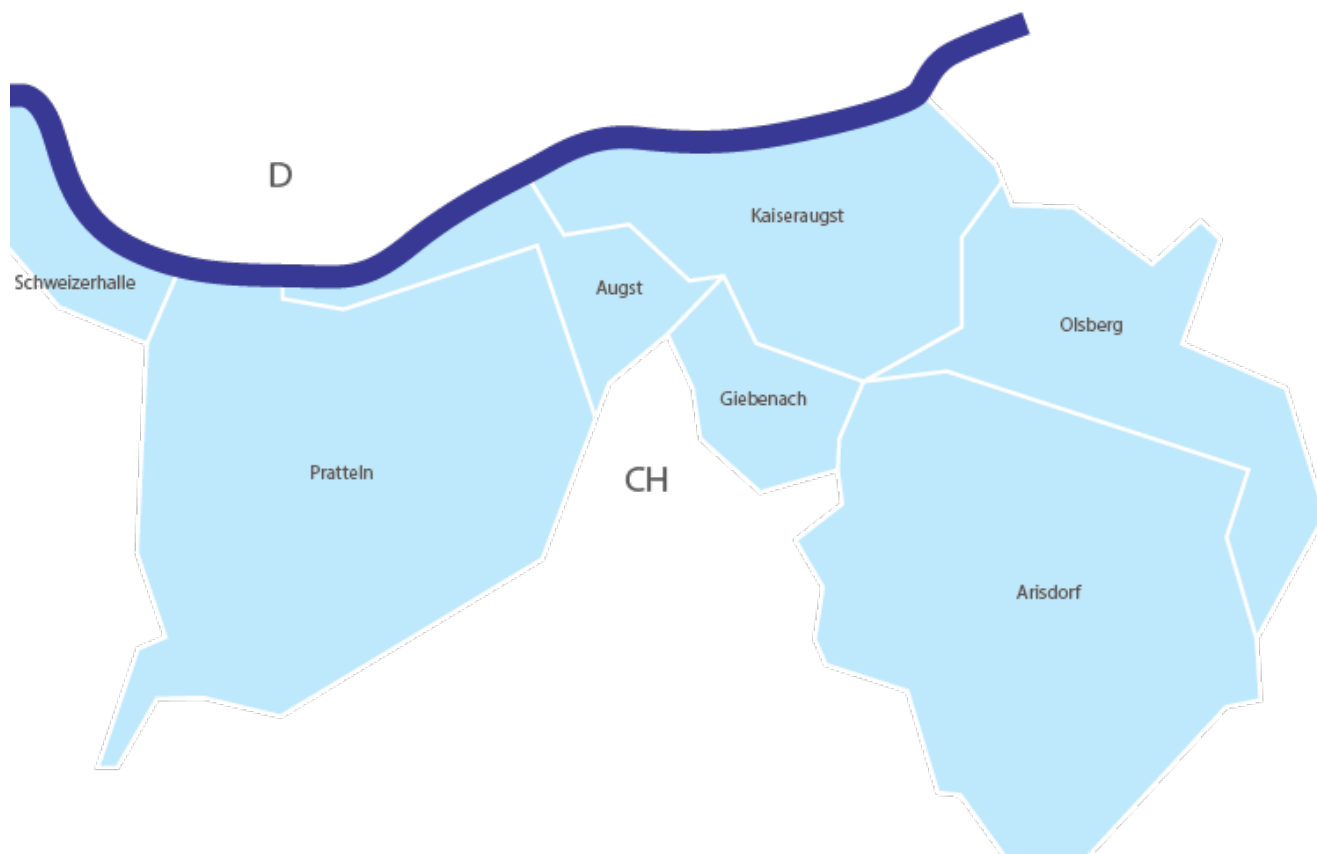 D
Kaiseraugst
Schweizerhalle
Augst
Olsberg
Giebenach
Pratteln
CH
Arisdorf